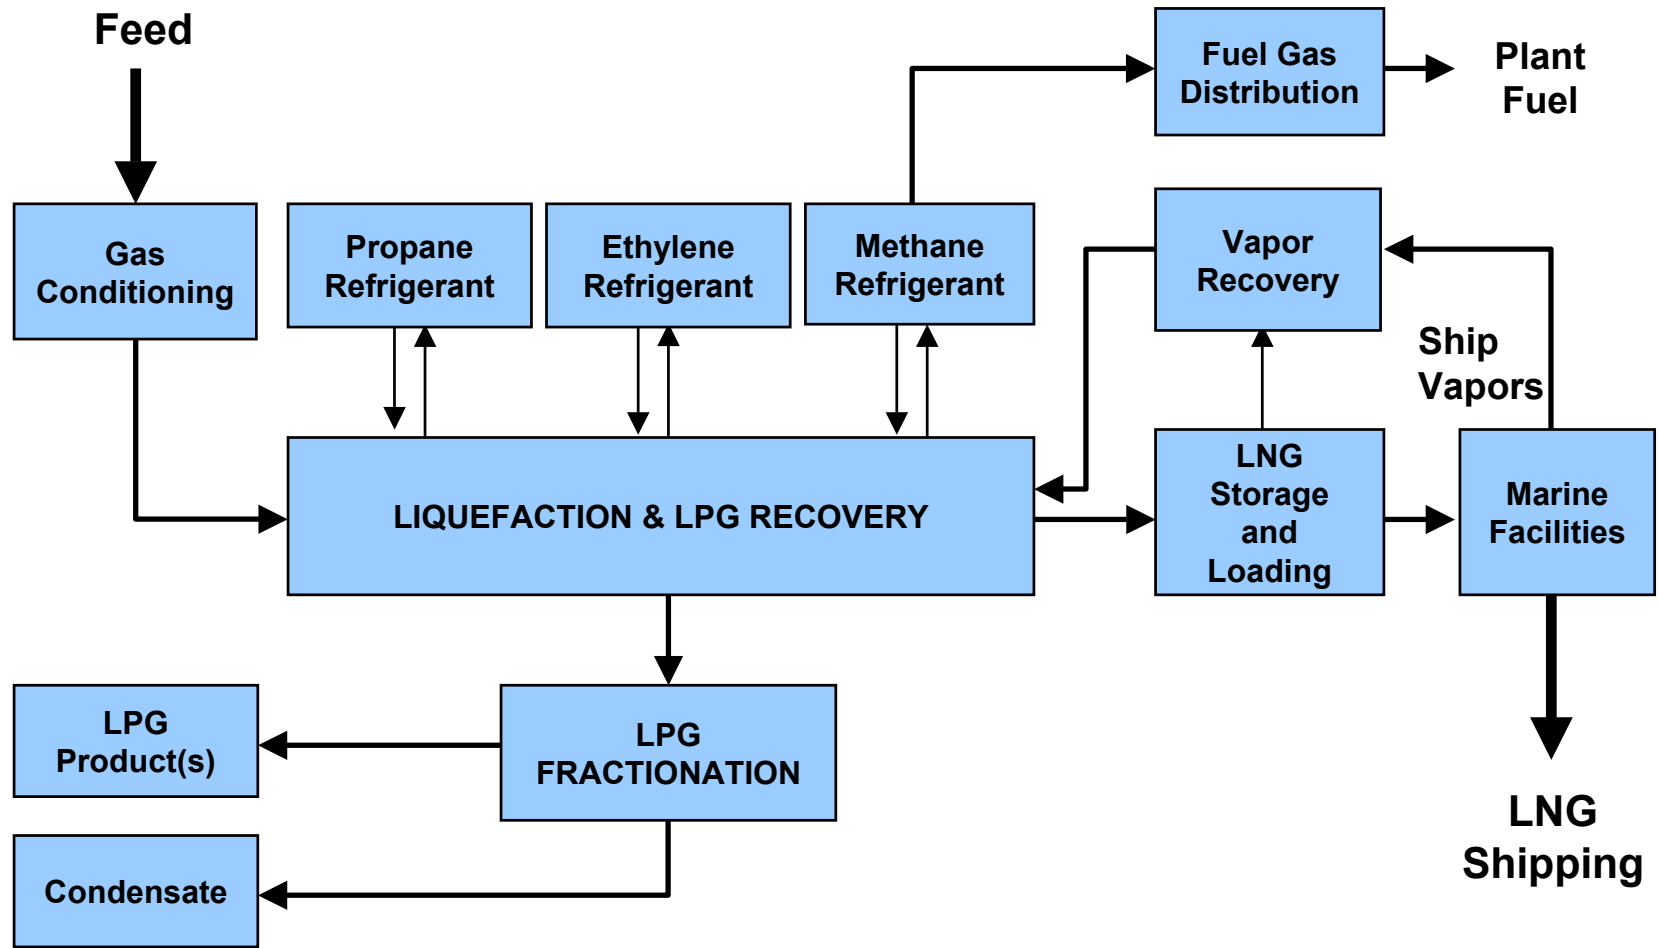 Feed
Fuel Gas
Distribution
Plant
Fuel
Gas
Conditioning
Propane
Refrigerant
Ethylene
Refrigerant
Methane
Refrigerant
Vapor
Recovery
Ship
Vapors
LIQUEFACTION & LPG RECOVERY
LNG
Storage
and
Loading
Marine
Facilities
LPG
Product(s)
LPG
FRACTIONATION
LNG
Shipping
Condensate